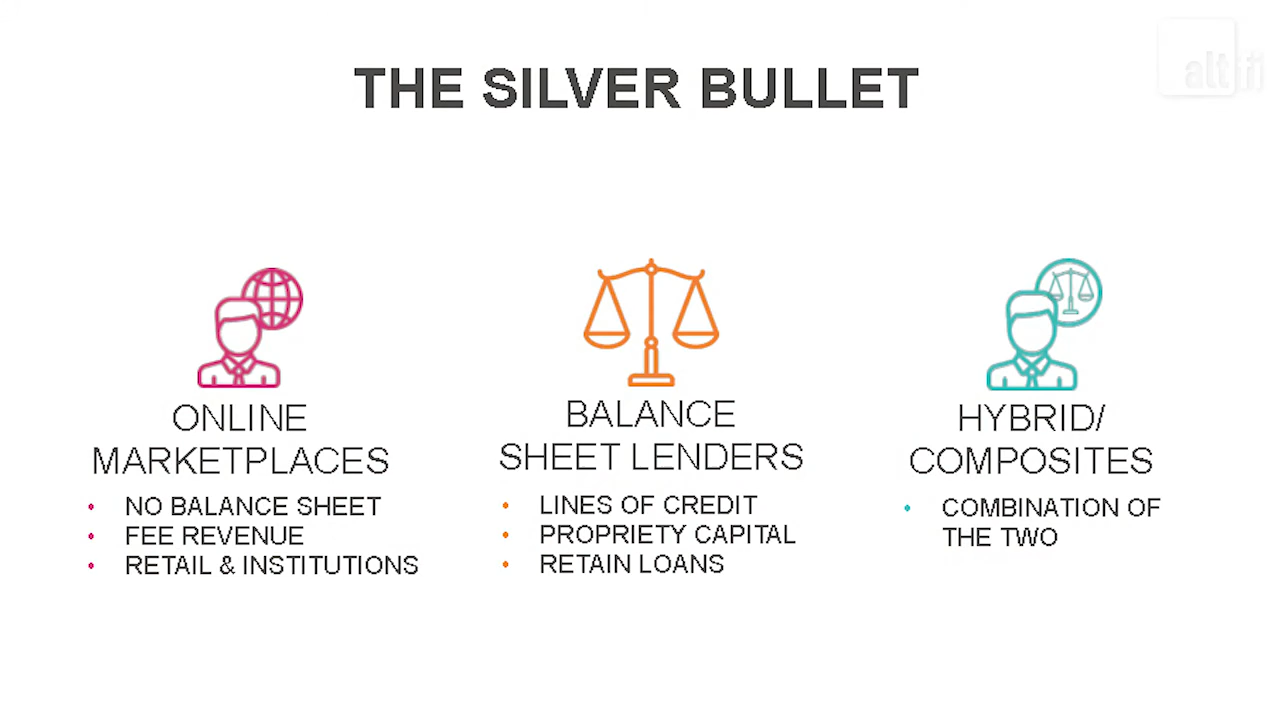 altfi
THE SILVER BULLET
ONLINE
MARKETPLACES
• NO BALANCE SHEET
• FEE REVENUE
• RETAIL & INSTITUTIONS
BALANCE
SHEET LENDERS
• LINES OF CREDIT
• PROPRIETY CAPITAL
• RETAIN LOANS
HYBRID/
COMPOSITES
• COMBINATION OF
THE TWO